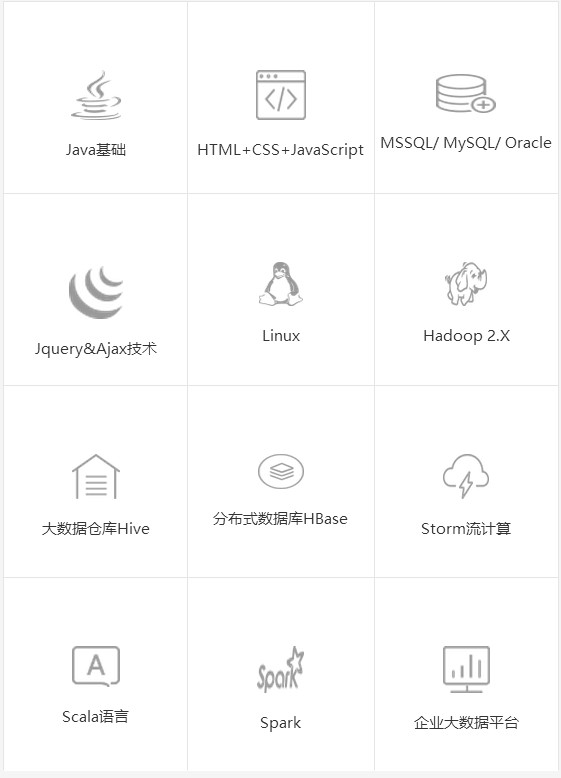 Java基础
HTML+CSS+JavaScript
MSSQL/ MySQL/ Oracle
Jquery&Ajax技术
Linux
Hadoop 2.X
大数据仓库Hive
分布式数据库HBase
Storm流计算
A
Scala语言
Spark
Spark
企业大数据平台